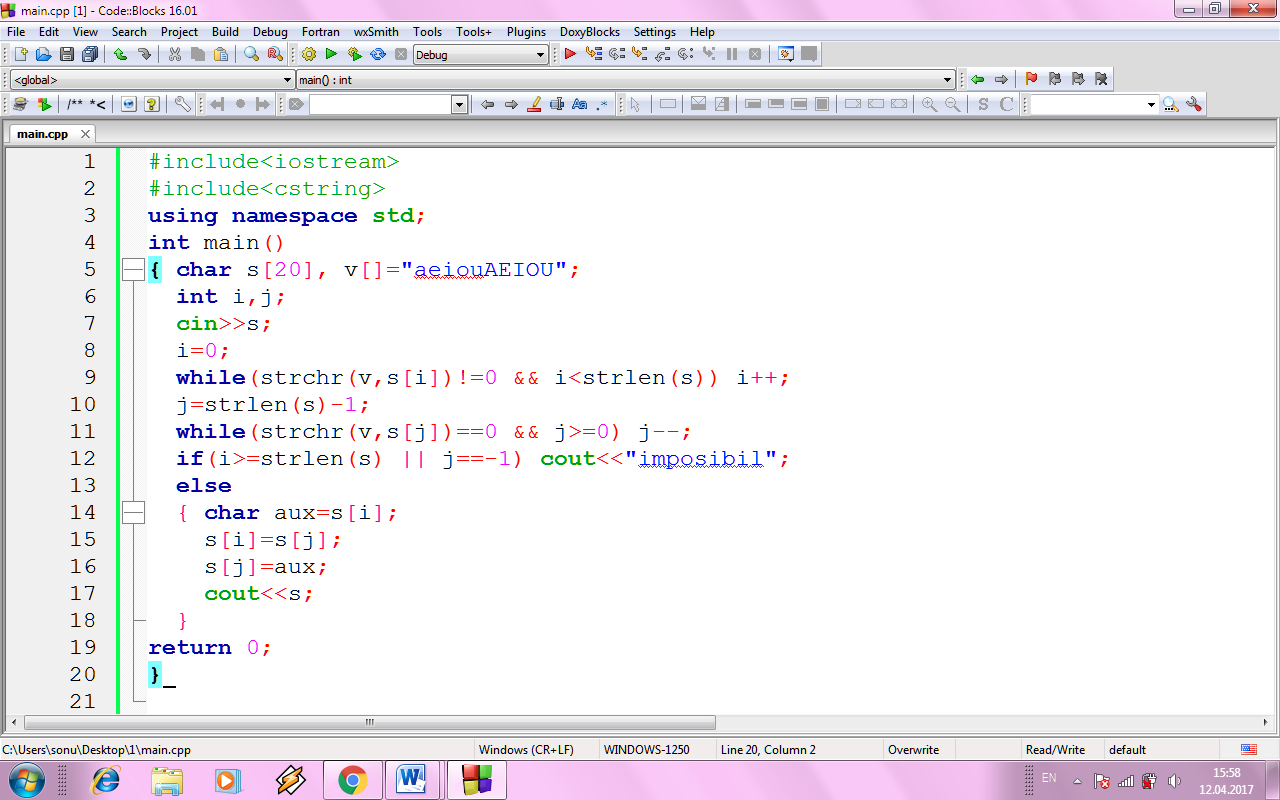 main.cpp [1] - Code::Blocks 16.01
File Edit View Search Project Build Debug Fortran wxSmith Tools Tools+ Plugins DoxyBlocks Settings Help
Debug
<global> main() : int
/** *<
S C
main.cpp
1 #include<iostream>
2 #include<cstring>
3 using namespace std;
4 int main()
5 { char s[20], v[]="aeiouAEIOU";
6 int i,j;
7 cin>>s;
8 i=0;
9 while(strchr(v,s[i])!=0 && i<strlen(s)) i++;
10 j=strlen(s)-1;
11 while(strchr(v,s[j])==0 && j>=0) j--;
12 if(i>=strlen(s) || j==-1) cout<<"imposibil";
13 else
14 { char aux=s[i];
15 s[i]=s[j];
16 s[j]=aux;
17 cout<<s;
18 }
19 return 0;
20 }
21
C:\Users\sonu\Desktop\1\main.cpp Windows (CR+LF) WINDOWS-1250 Line 20, Column 2 Overwrite Read/Write default
EN 15:58
12.04.2017